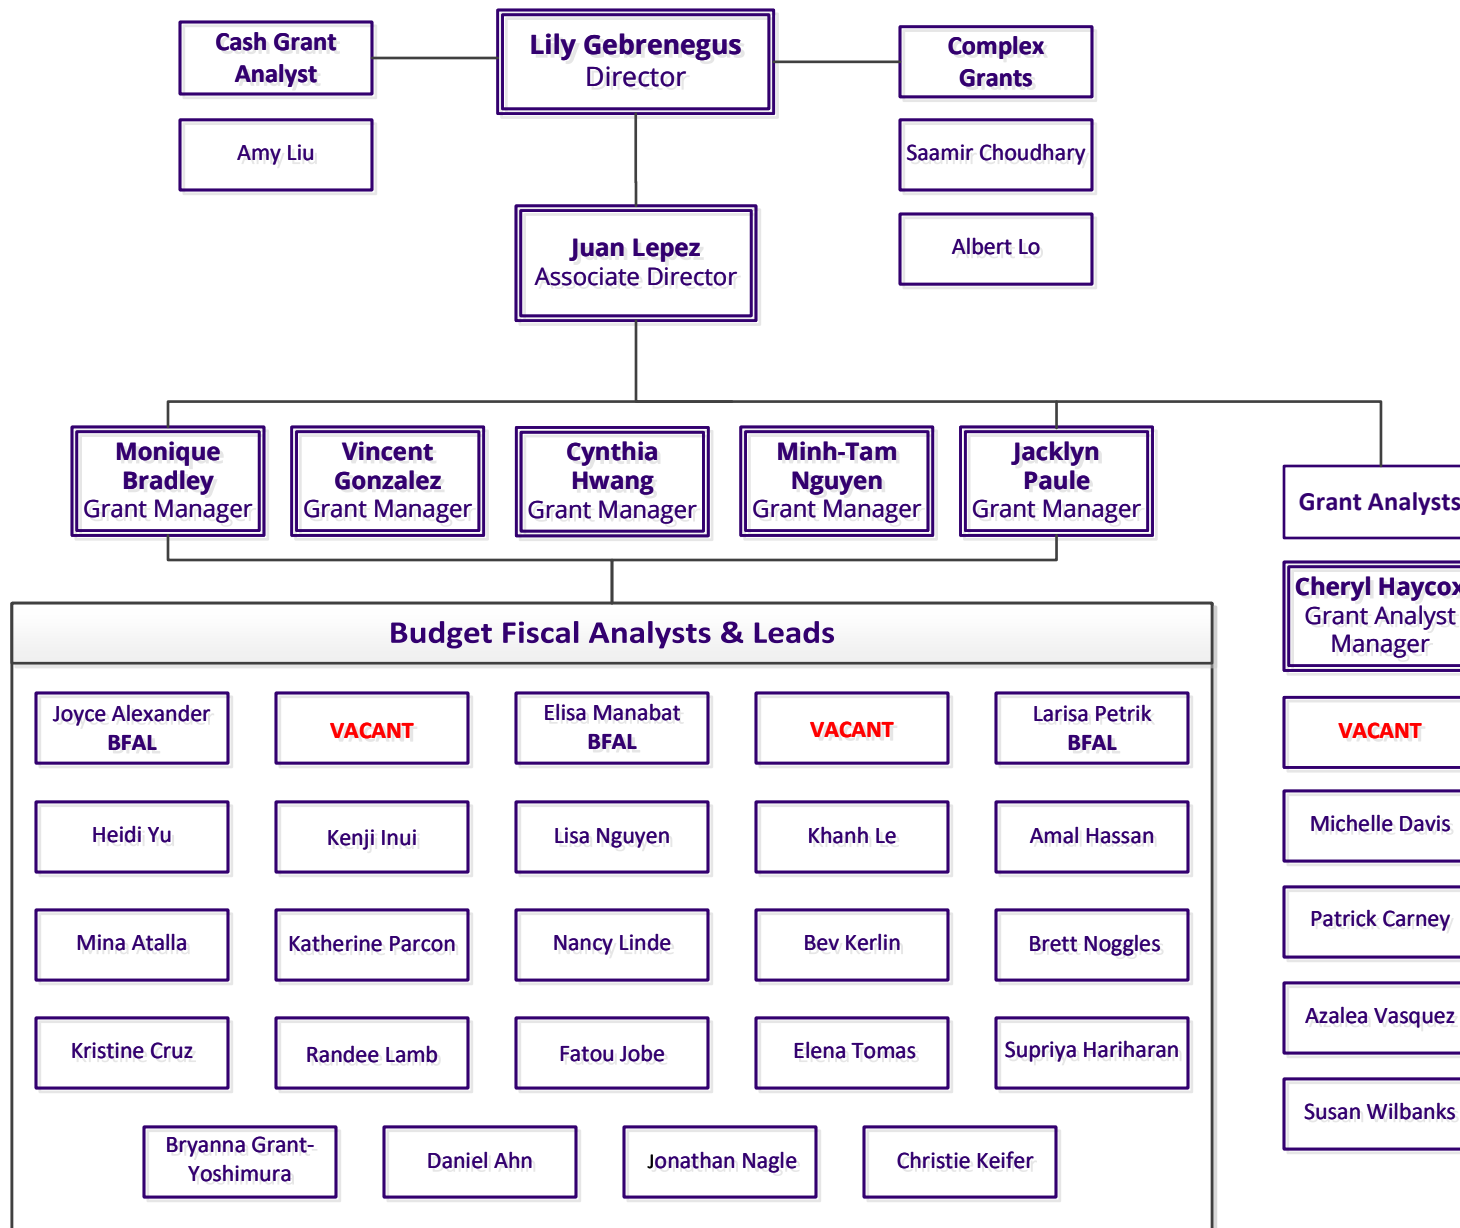 Cash Grant
Analyst
Lily Gebrenegus
Director
Complex
Grants
Amy Liu
Saamir Choudhary
Albert Lo
Juan Lepez
Associate Director
Monique
Bradley
Grant Manager
Vincent
Gonzalez
Grant Manager
Cynthia
Hwang
Grant Manager
Minh-Tam
Nguyen
Grant Manager
Jacklyn
Paule
Grant Manager
Grant Analysts
Cheryl Haycox
Grant Analyst
Manager
Budget Fiscal Analysts & Leads
Joyce Alexander
BFAL
VACANT
Elisa Manabat
BFAL
VACANT
Larisa Petrik
BFAL
VACANT
Heidi Yu
Kenji Inui
Lisa Nguyen
Khanh Le
Amal Hassan
Michelle Davis
Mina Atalla
Katherine Parcon
Nancy Linde
Bev Kerlin
Brett Noggles
Patrick Carney
Kristine Cruz
Randee Lamb
Fatou Jobe
Elena Tomas
Supriya Hariharan
Azalea Vasquez
Susan Wilbanks
Bryanna Grant-
Yoshimura
Daniel Ahn
Jonathan Nagle
Christie Keifer